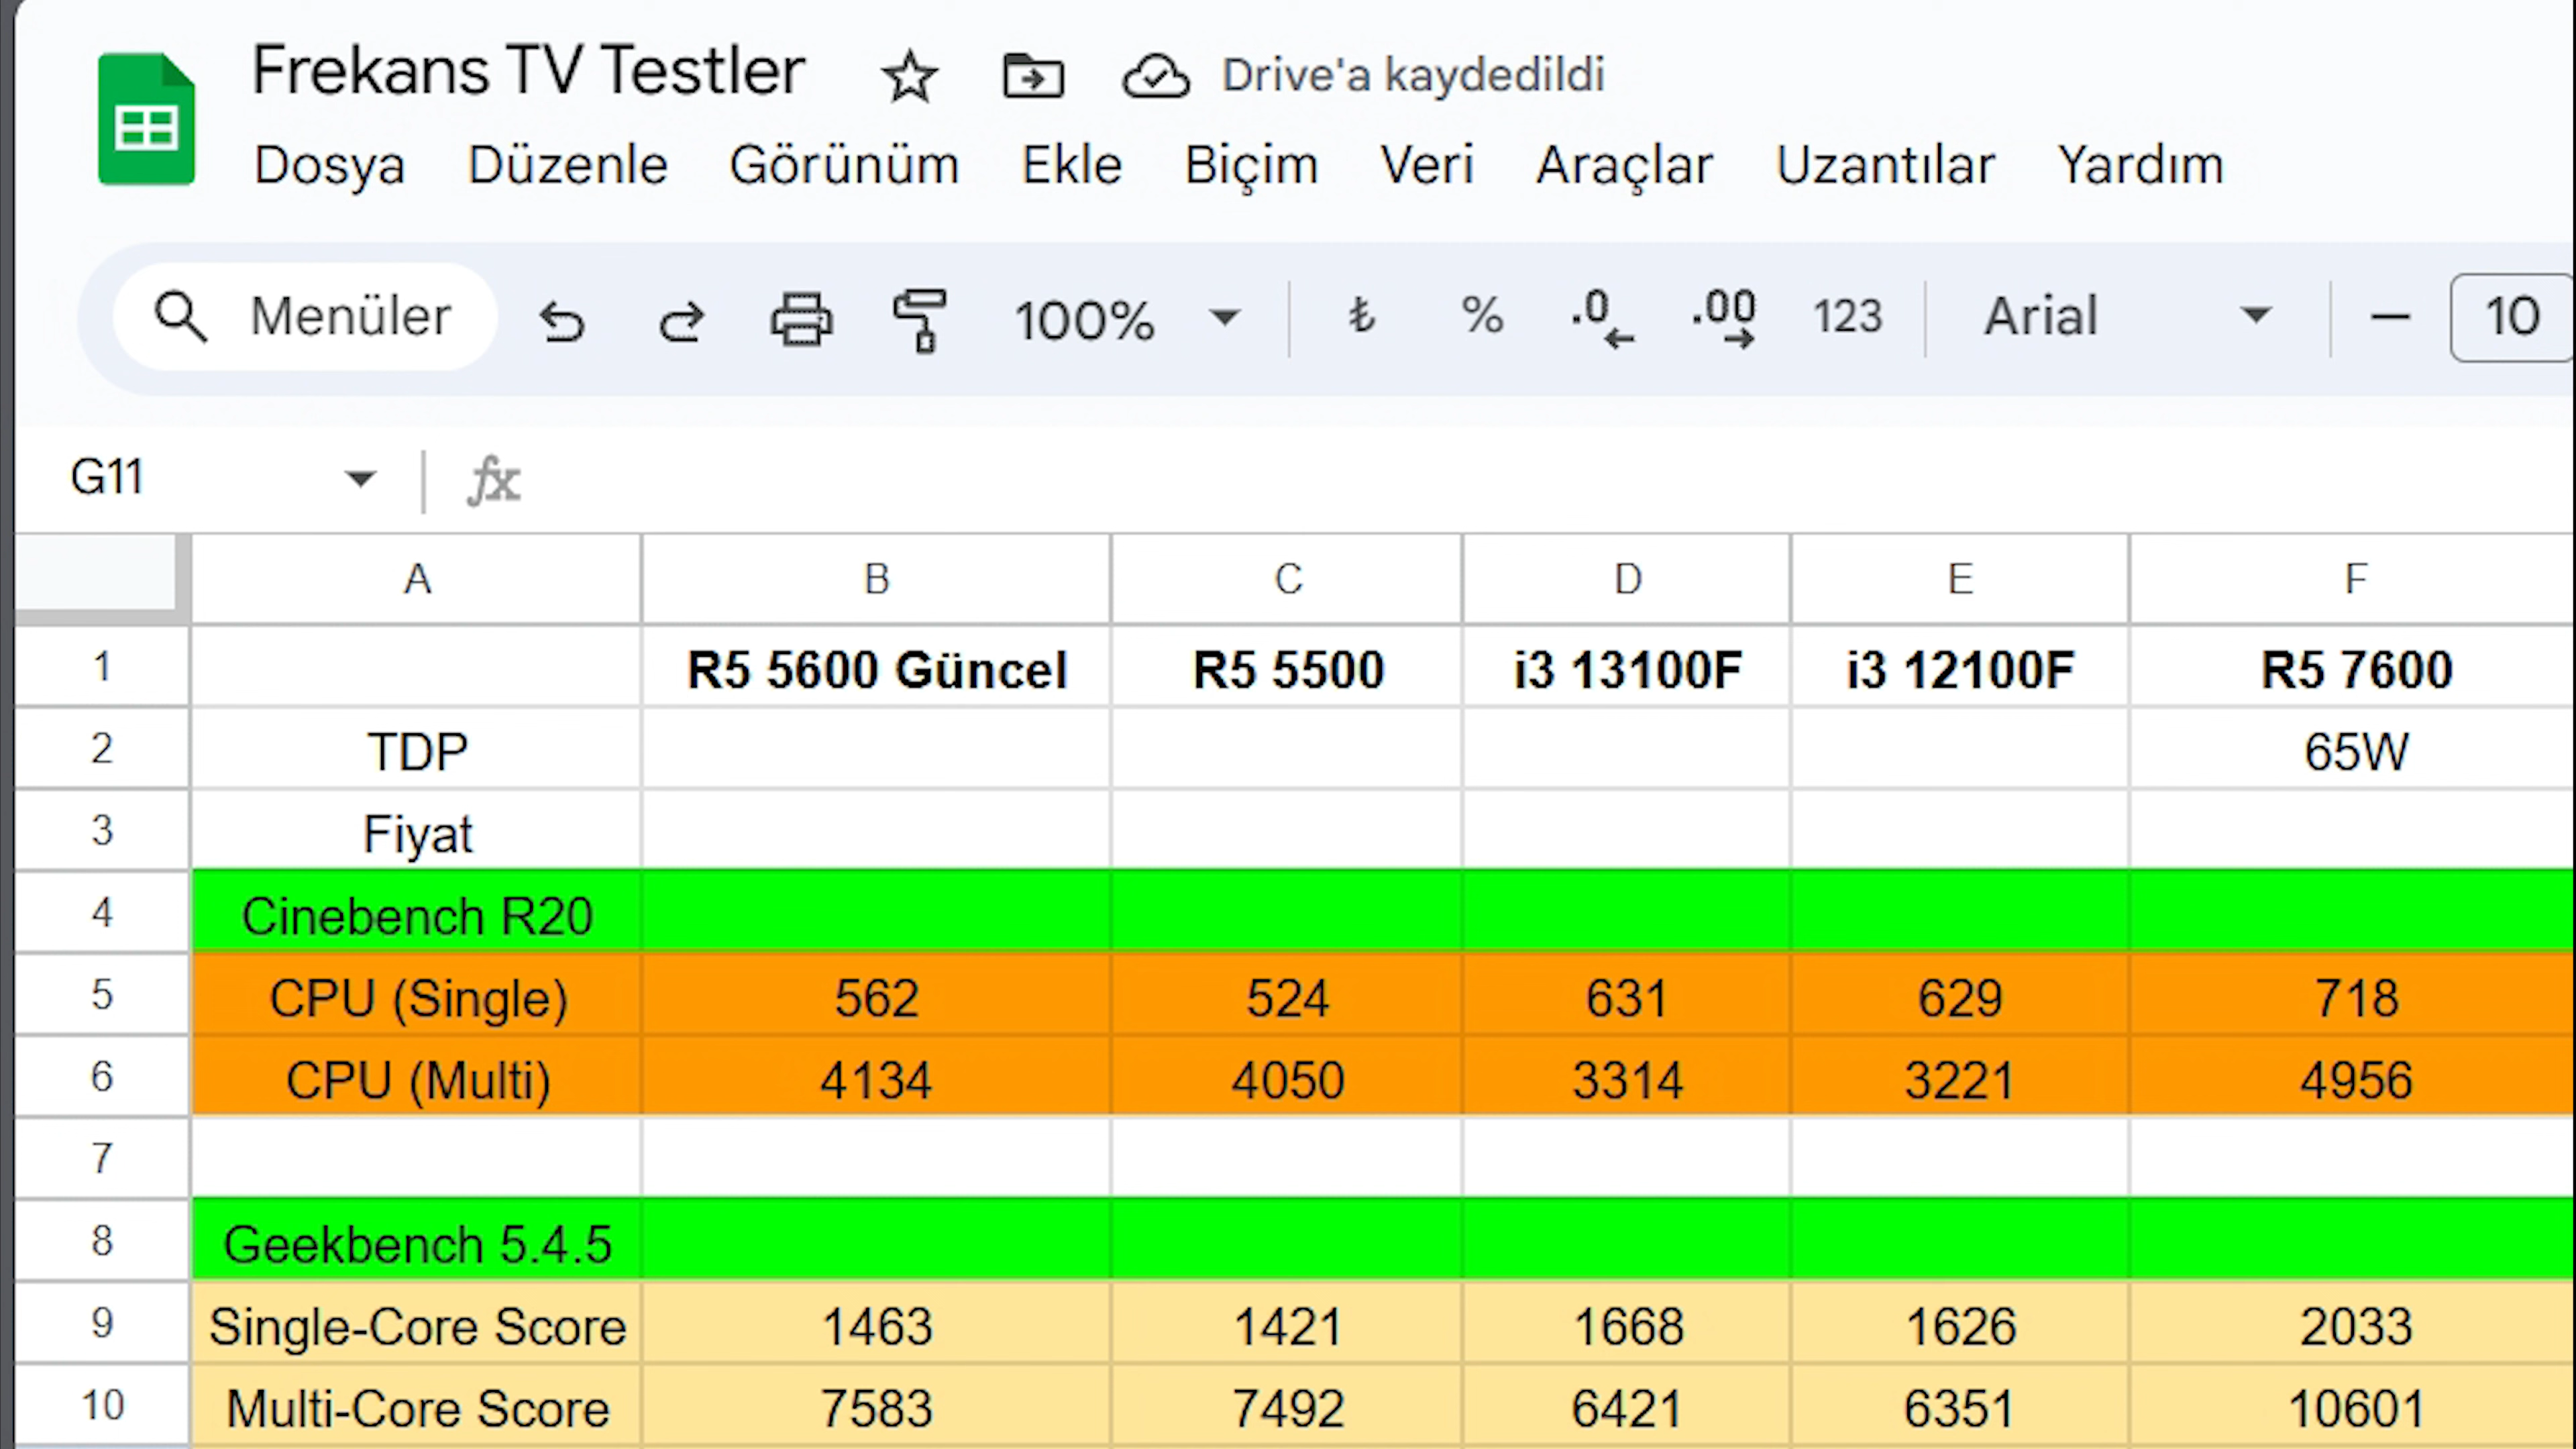 Frekans TV Testler Drive'a kaydedildi
Dosya Düzenle Görünüm Ekle Biçim Veri Araçlar Uzantılar Yardım
Menüler 100% ₺ % .0 .00 123 Arial 10
G11 fx
A B C D E F
1 R5 5600 Güncel R5 5500 i3 13100F i3 12100F R5 7600
2 TDP 65W
3 Fiyat
4 Cinebench R20
5 CPU (Single) 562 524 631 629 718
6 CPU (Multi) 4134 4050 3314 3221 4956
7
8 Geekbench 5.4.5
9 Single-Core Score 1463 1421 1668 1626 2033
10 Multi-Core Score 7583 7492 6421 6351 10601